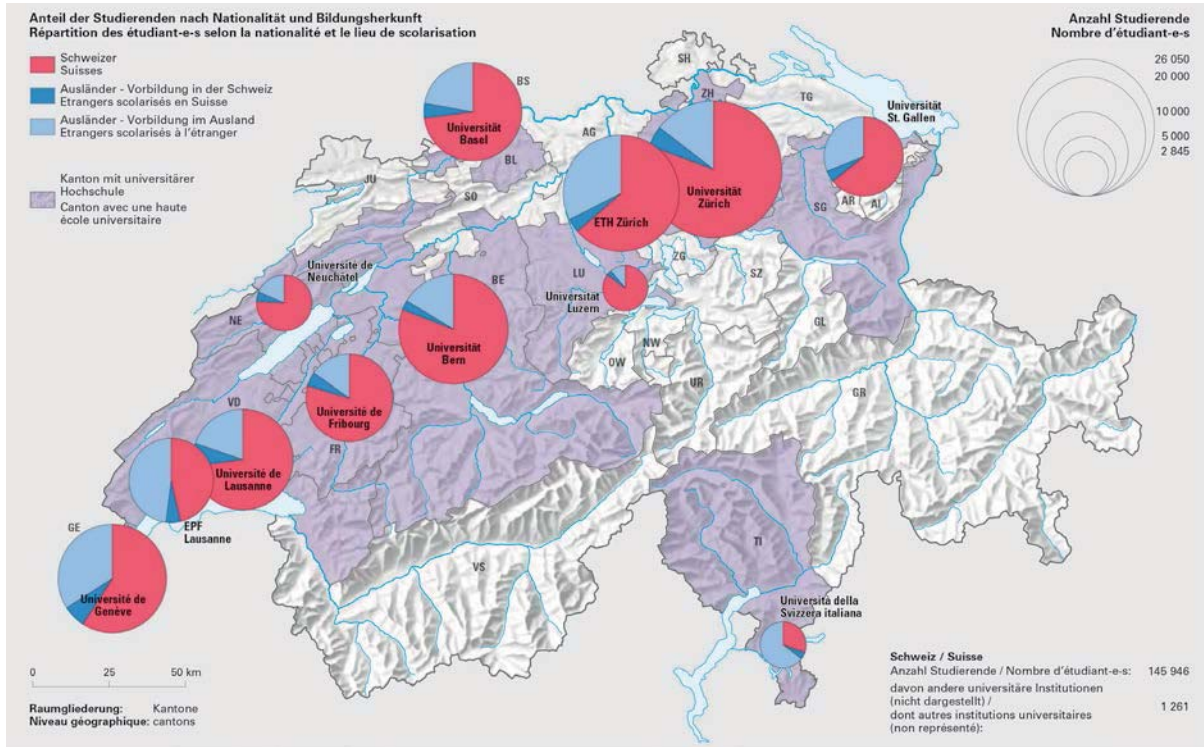 Anteil der Studierenden nach Nationalität und Bildungsherkunft
Répartition des étudiant-e-s selon la nationalité et le lieu de scolarisation
Schweizer
Suisses
Ausländer - Vorbildung in der Schweiz
Etrangers scolarisés en Suisse
Ausländer - Vorbildung im Ausland
Etrangers scolarisés à l'étranger
Kanton mit universitärer
Hochschule
Canton avec une haute
école universitaire
Anzahl Studierende
Nombre d'étudiant-e-s
26 050
20 000
10 000
5 000
2 845
SH
BS
ZH
TG
Universität
St. Gallen
Universität
Basel
AG
BL
JU
SO
Universität
Zürich
ETH Zürich
SG
AR
AI
Université de
Neuchâtel
NE
BE
LU
ZG
SZ
Universität
Luzern
Universität
Bern
GL
NW
OW
UR
GR
VD
Université de
Fribourg
FR
Université de
Lausanne
EPF
Lausanne
GE
Université de
Genève
VS
TI
Università della
Svizzera italiana
0
25
50 km
Raumgliederung: Kantone
Niveau géographique: cantons
Schweiz / Suisse
Anzahl Studierende / Nombre d'étudiant-e-s: 145 946
davon andere universitäre Institutionen
(nicht dargestellt) /
dont autres institutions universitaires
(non représenté):
1 261